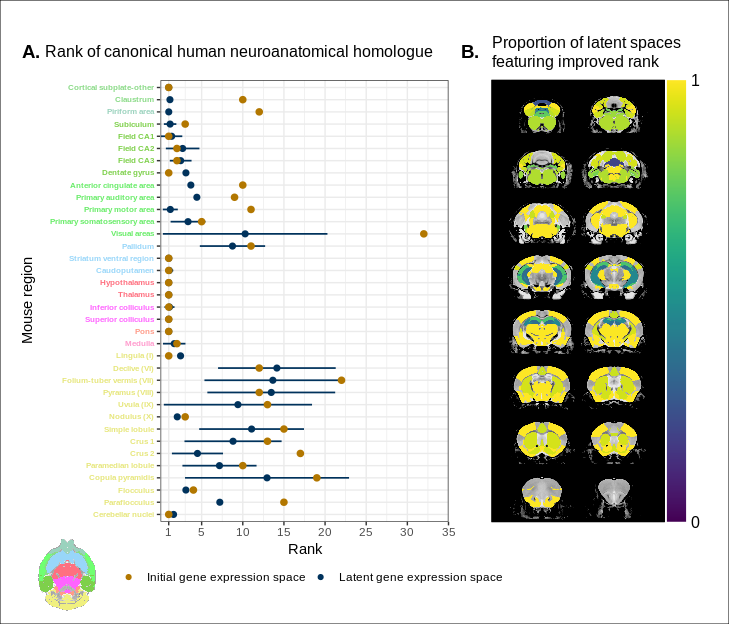 A. Rank of canonical human neuroanatomical homologue
B. Proportion of latent spaces
featuring improved rank
Mouse region
Cortical subplate-other
Claustrum
Piriform area
Subiculum
Field CA1
Field CA2
Field CA3
Dentate gyrus
Anterior cingulate area
Primary auditory area
Primary motor area
Primary somatosensory area
Visual areas
Pallidum
Striatum ventral region
Caudoputamen
Hypothalamus
Thalamus
Inferior colliculus
Superior colliculus
Pons
Medulla
Lingula (I)
Declive (VI)
Folium-tuber vermis (VII)
Pyramus (VIII)
Uvula (IX)
Nodulus (X)
Simple lobule
Crus 1
Crus 2
Paramedian lobule
Copula pyramidis
Flocculus
Paraflocculus
Cerebellar nuclei
1 5 10 15 20 25 30 35
Rank
Initial gene expression space
Latent gene expression space
1
0